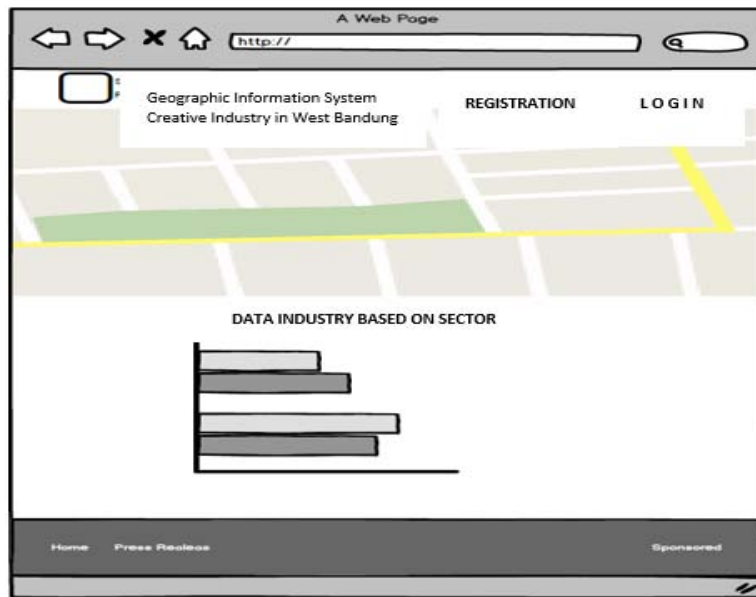 A Web Page
http://
Geographic Information System
Creative Industry in West Bandung
REGISTRATION
LOGIN
DATA INDUSTRY BASED ON SECTOR
Home
Press Realeas
Sponsored